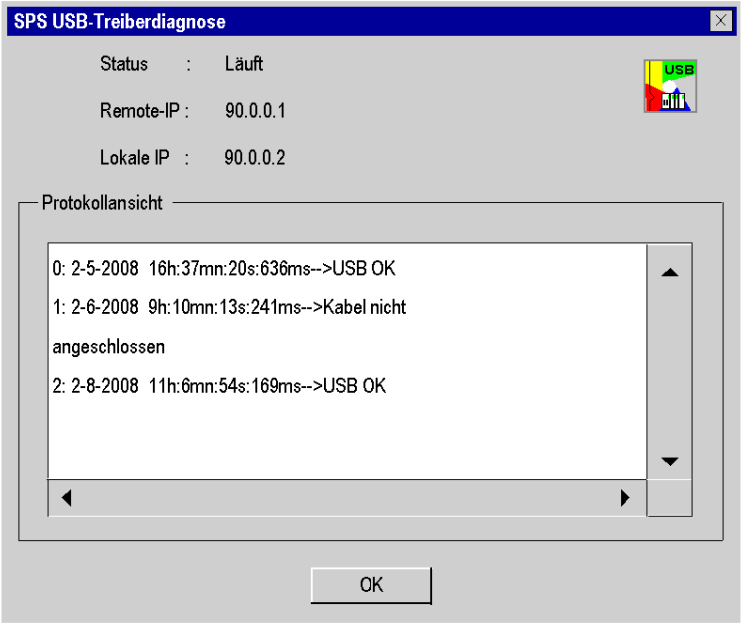 SPS USB-Treiberdiagnose
Status : Läuft
USB
Remote-IP : 90.0.0.1
Lokale IP : 90.0.0.2
Protokollansicht
0: 2-5-2008 16h:37mn:20s:636ms-->USB OK
1: 2-6-2008 9h:10mn:13s:241ms-->Kabel nicht
angeschlossen
2: 2-8-2008 11h:6mn:54s:169ms-->USB OK
OK